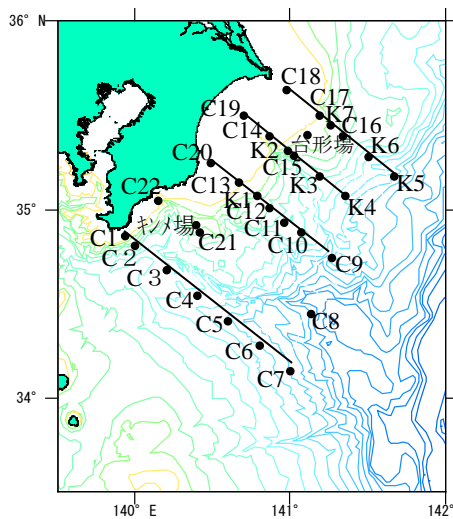 36° N
C18
C17
C19
K7
C14
C16
K2
台形場
K6
C20
C15
K3
K5
C13
C22
K1
K4
C12
35°
ｷﾝﾒ場
C1
C21
C11
C10
C２
C9
C３
C4
C8
C5
C6
C7
34°
140° E
141°
142°